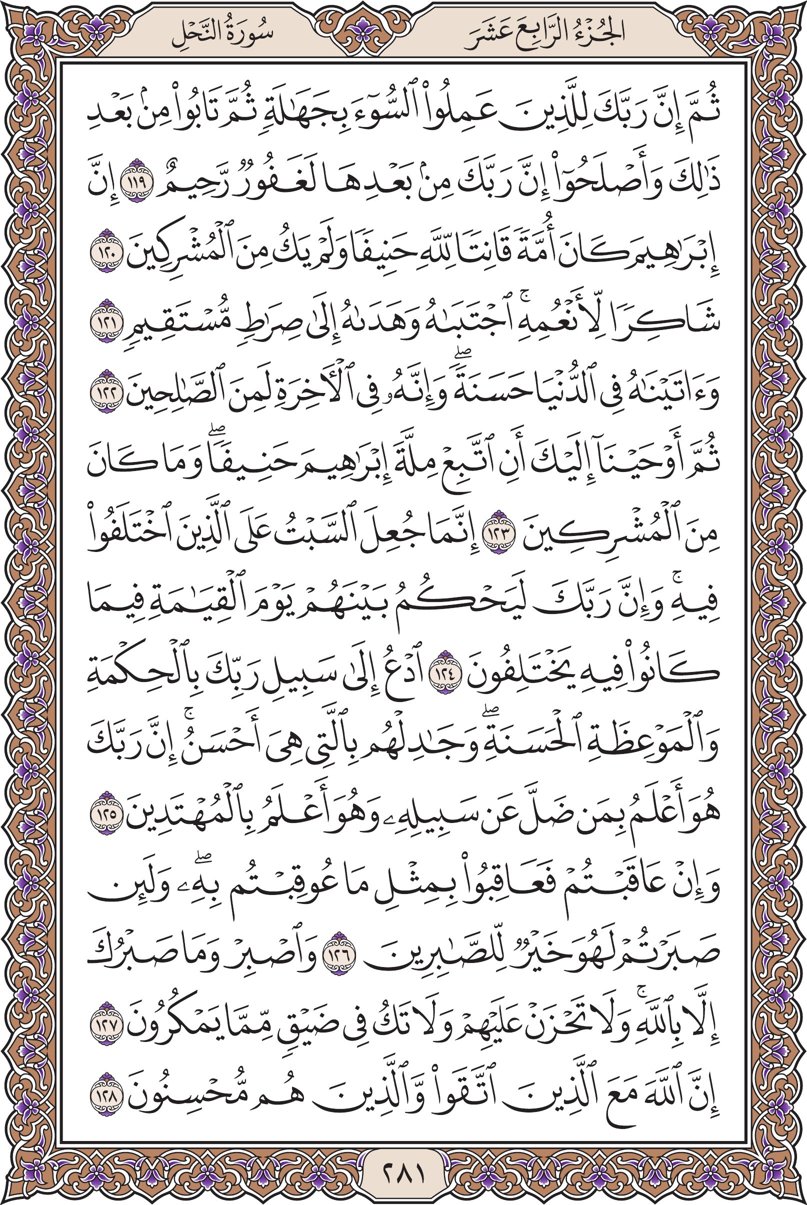 الجُزْءُ الرَّابِعَ عَشَرَ
سُورَةُ النَّحْلِ
ثُمَّ إِنَّ رَبَّكَ لِلَّذِينَ عَمِلُوا۟ ٱلسُّوٓءَ بِجَهَٰلَةٍ ثُمَّ تَابُوا۟ مِنۢ بَعْدِ
ذَٰلِكَ وَأَصْلَحُوٓا۟ إِنَّ رَبَّكَ مِنۢ بَعْدِهَا لَغَفُورٌ رَّحِيمٌ ١١٩ إِنَّ
إِبْرَٰهِيمَ كَانَ أُمَّةً قَانِتًا لِّلَّهِ حَنِيفًا وَلَمْ يَكُ مِنَ ٱلْمُشْرِكِينَ ١٢٠
شَاكِرًا لِّأَنْعُمِهِۚ ٱجْتَبَىٰهُ وَهَدَىٰهُ إِلَىٰ صِرَٰطٍ مُّسْتَقِيمٍ ١٢١
وَءَاتَيْنَٰهُ فِى ٱلدُّنْيَا حَسَنَةًۖ وَإِنَّهُۥ فِى ٱلْءَاخِرَةِ لَمِنَ ٱلصَّٰلِحِينَ ١٢٢
ثُمَّ أَوْحَيْنَآ إِلَيْكَ أَنِ ٱتَّبِعْ مِلَّةَ إِبْرَٰهِيمَ حَنِيفًاۖ وَمَا كَانَ
مِنَ ٱلْمُشْرِكِينَ ١٢٣ إِنَّمَا جُعِلَ ٱلسَّبْتُ عَلَى ٱلَّذِينَ ٱخْتَلَفُوا۟
فِيهِۚ وَإِنَّ رَبَّكَ لَيَحْكُمُ بَيْنَهُمْ يَوْمَ ٱلْقِيَٰمَةِ فِيمَا
كَانُوا۟ فِيهِ يَخْتَلِفُونَ ١٢٤ ٱدْعُ إِلَىٰ سَبِيلِ رَبِّكَ بِٱلْحِكْمَةِ
وَٱلْمَوْعِظَةِ ٱلْحَسَنَةِۖ وَجَٰدِلْهُم بِٱلَّتِى هِىَ أَحْسَنُۚ إِنَّ رَبَّكَ
هُوَ أَعْلَمُ بِمَن ضَلَّ عَن سَبِيلِهِۦ وَهُوَ أَعْلَمُ بِٱلْمُهْتَدِينَ ١٢٥
وَإِنْ عَاقَبْتُمْ فَعَاقِبُوا۟ بِمِثْلِ مَا عُوقِبْتُم بِهِۦۖ وَلَئِن
صَبَرْتُمْ لَهُوَ خَيْرٌ لِّلصَّٰبِرِينَ ١٢٦ وَٱصْبِرْ وَمَا صَبْرُكَ
إِلَّا بِٱللَّهِۚ وَلَا تَحْزَنْ عَلَيْهِمْ وَلَا تَكُ فِى ضَيْقٍ مِّمَّا يَمْكُرُونَ ١٢٧
إِنَّ ٱللَّهَ مَعَ ٱلَّذِينَ ٱتَّقَوا۟ وَّٱلَّذِينَ هُم مُّحْسِنُونَ ١٢٨
٢٨١